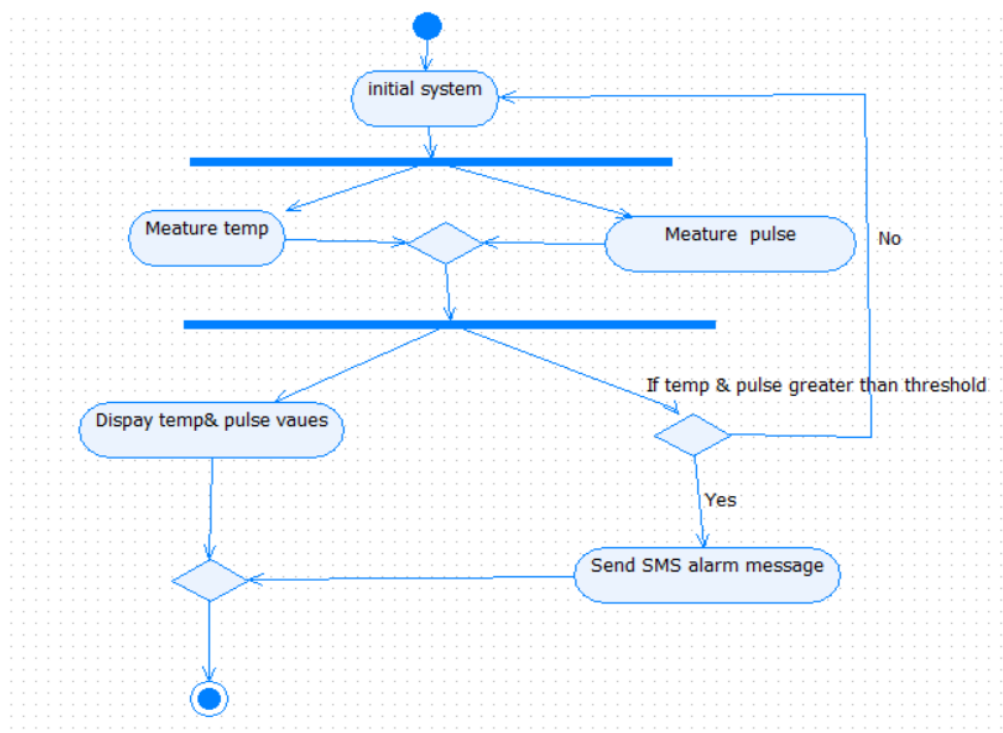 initial system
Meature temp
Meature pulse
No
If temp & pulse greater than threshold
Dispay temp& pulse vaues
Yes
Send SMS alarm message